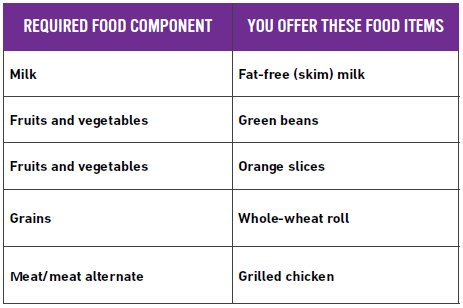 REQUIRED FOOD COMPONENT YOU OFFER THESE FOOD ITEMS
Milk Fat-free (skim) milk
Fruits and vegetables Green beans
Fruits and vegetables Orange slices
Grains Whole-wheat roll
Meat/meat alternate Grilled chicken